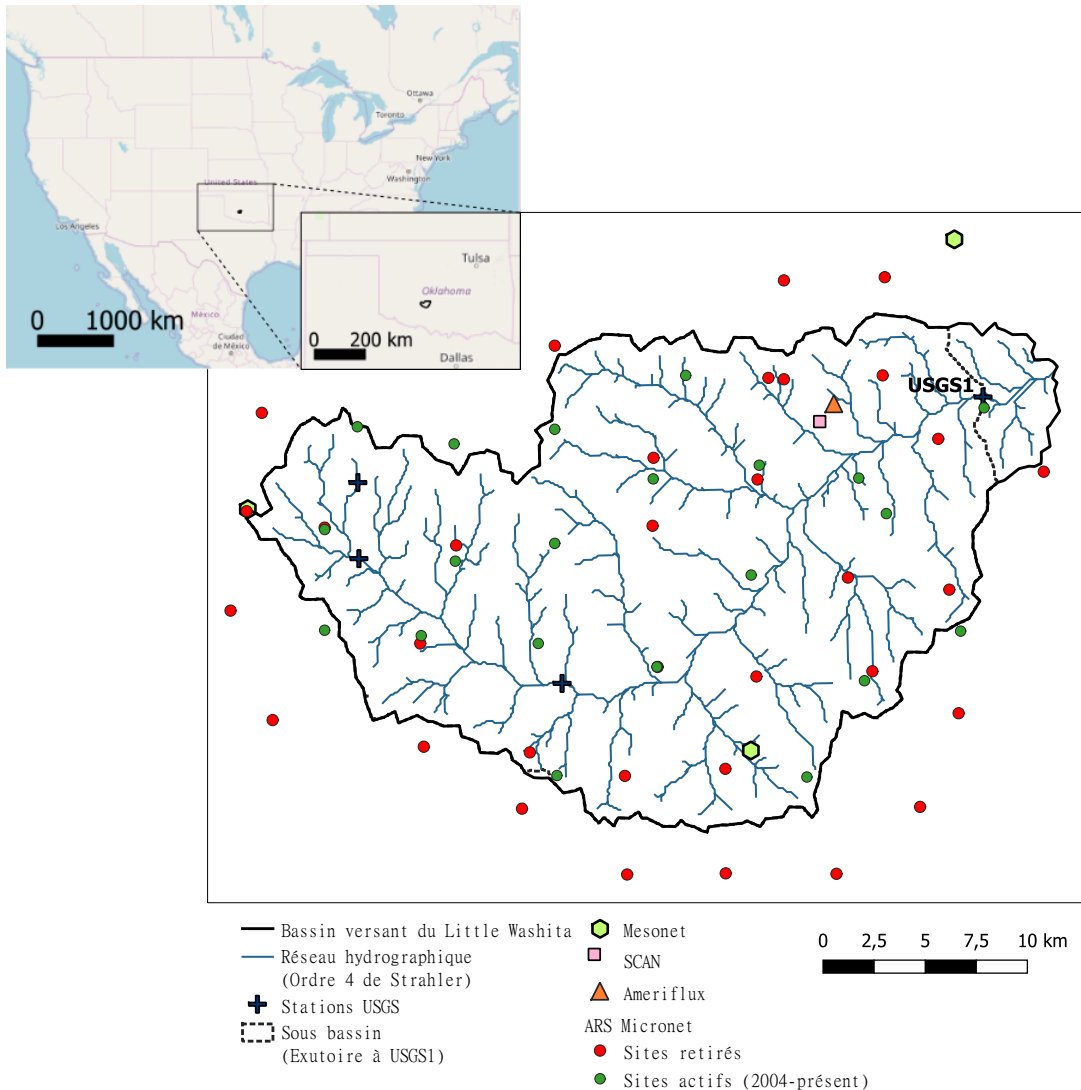 Ottawa
Toronto
New York
Washington
United States
Los Angeles
México
Ciudad
de México
0 1000 km
Tulsa
Oklahoma
0 200 km
Dallas
USGS1
Bassin versant du Little Washita
Réseau hydrographique
(Ordre 4 de Strahler)
Stations USGS
Sous bassin
(Exutoire à USGS1)
Mesonet
SCAN
Ameriflux
ARS Micronet
Sites retirés
Sites actifs (2004-présent)
0 2,5 5 7,5 10 km